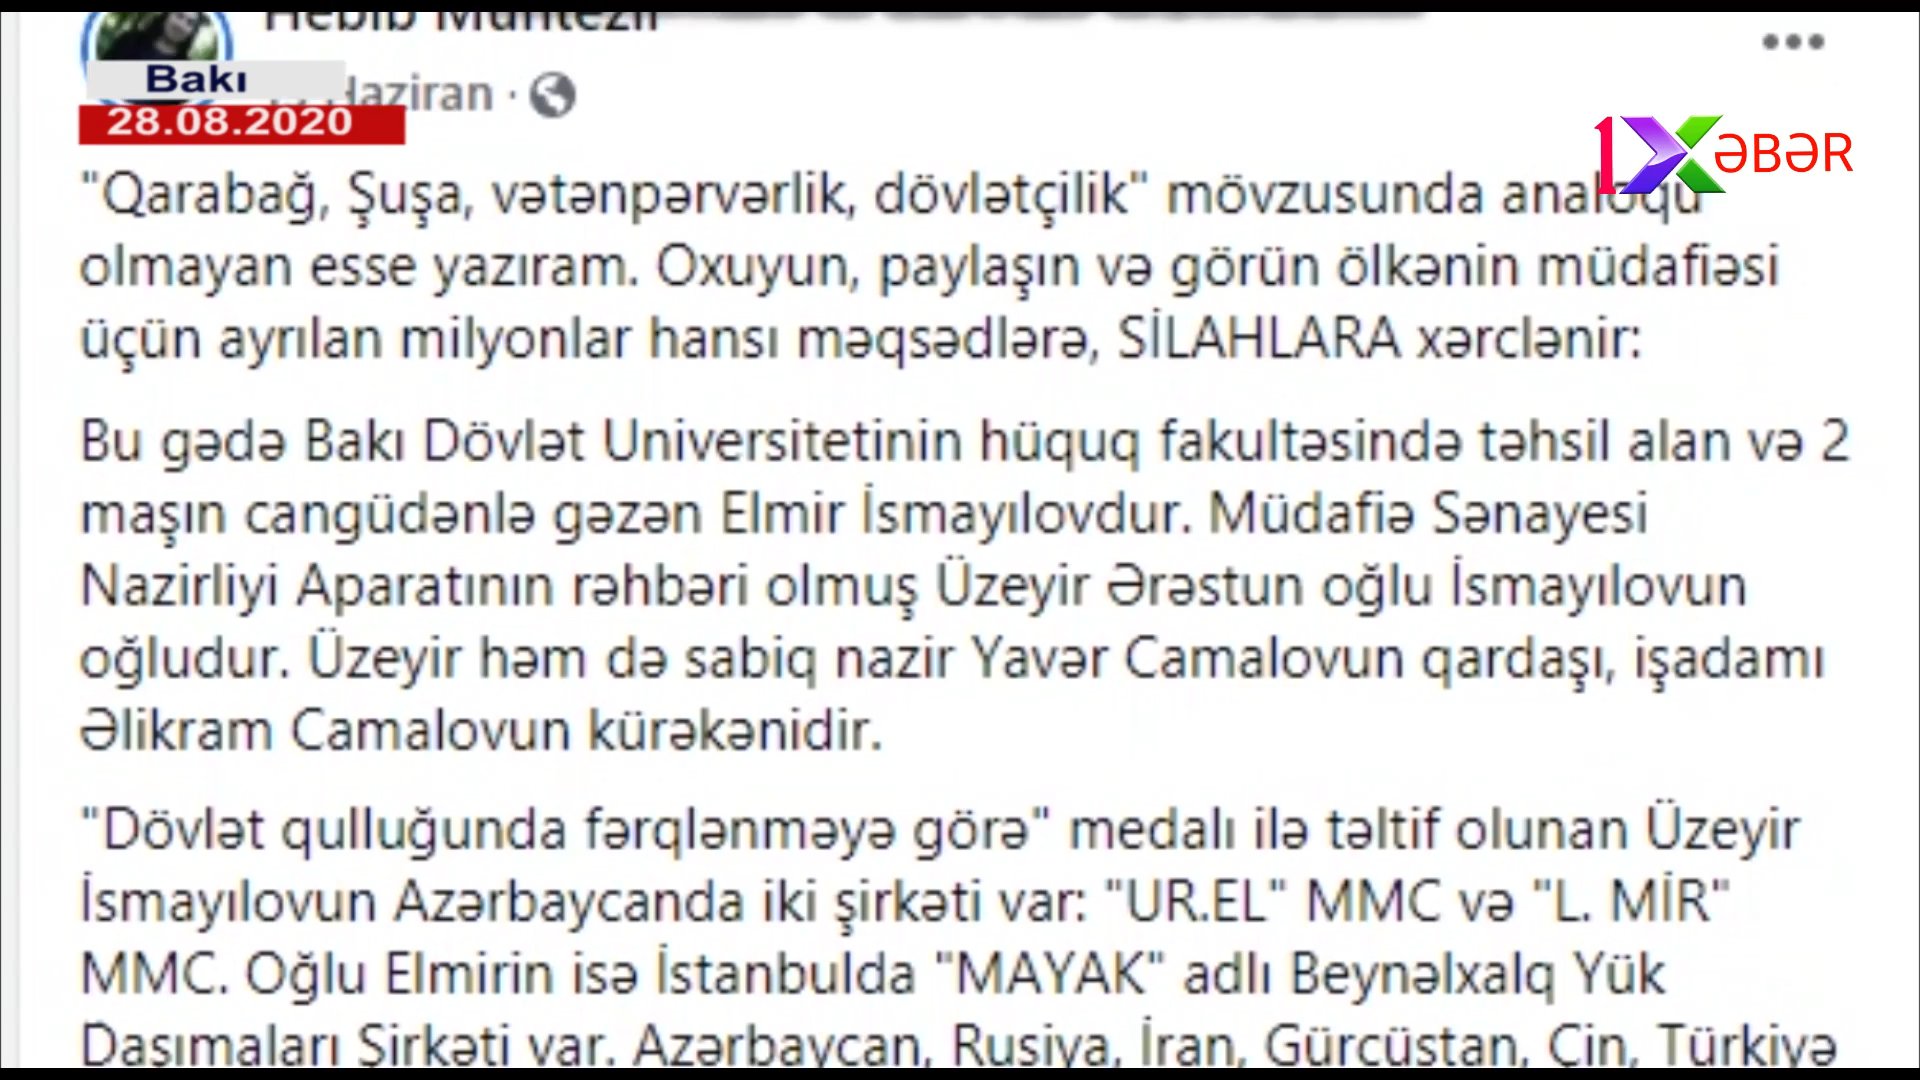 Hebib Müntezir
Haziran ·
Bakı
28.08.2020
1XƏBƏR
"Qarabağ, Şuşa, vətənpərvərlik, dövlətçilik" mövzusunda analoqu
olmayan esse yazıram. Oxuyun, paylaşın və görün ölkənin müdafiəsi
üçün ayrılan milyonlar hansı məqsədlərə, SİLAHLARA xərclənir:
Bu gədə Bakı Dövlət Universitetinin hüquq fakultəsində təhsil alan və 2
maşın cangüdənlə gəzən Elmir İsmayılovdur. Müdafiə Sənayesi
Nazirliyi Aparatının rəhbəri olmuş Üzeyir Ərəstun oğlu İsmayılovun
oğludur. Üzeyir həm də sabiq nazir Yavər Camalovun qardaşı, işadamı
Əlikram Camalovun kürəkənidir.
"Dövlət qulluğunda fərqlənməyə görə" medalı ilə təltif olunan Üzeyir
İsmayılovun Azərbaycanda iki şirkəti var: "UR.EL" MMC və "L. MİR"
MMC. Oğlu Elmirin isə İstanbulda "MAYAK" adlı Beynəlxalq Yük
Daşımaları Şirkəti var. Azərbaycan, Rusiya, İran, Gürcüstan, Çin, Türkiyə